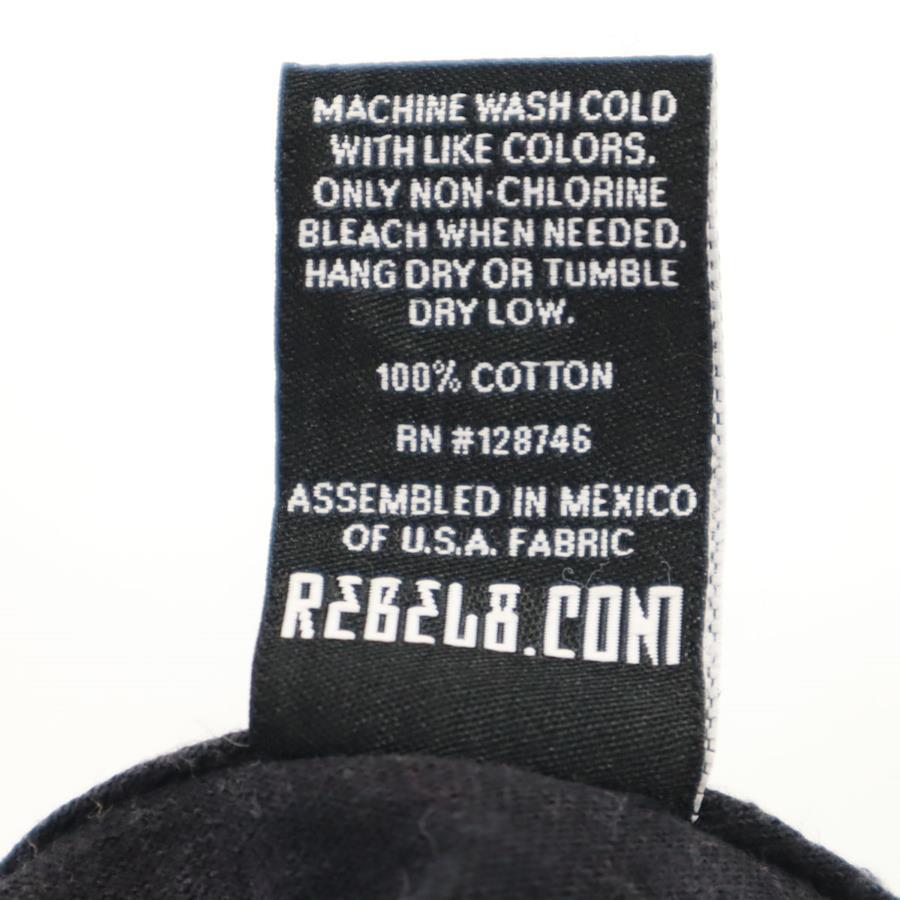 MACHINE WASH COLD
WITH LIKE COLORS.
ONLY NON-CHLORINE
BLEACH WHEN NEEDED.
HANG DRY OR TUMBLE
DRY LOW.
100% COTTON
RN #128746
ASSEMBLED IN MEXICO
OF U.S.A. FABRIC
REBEL8.COM